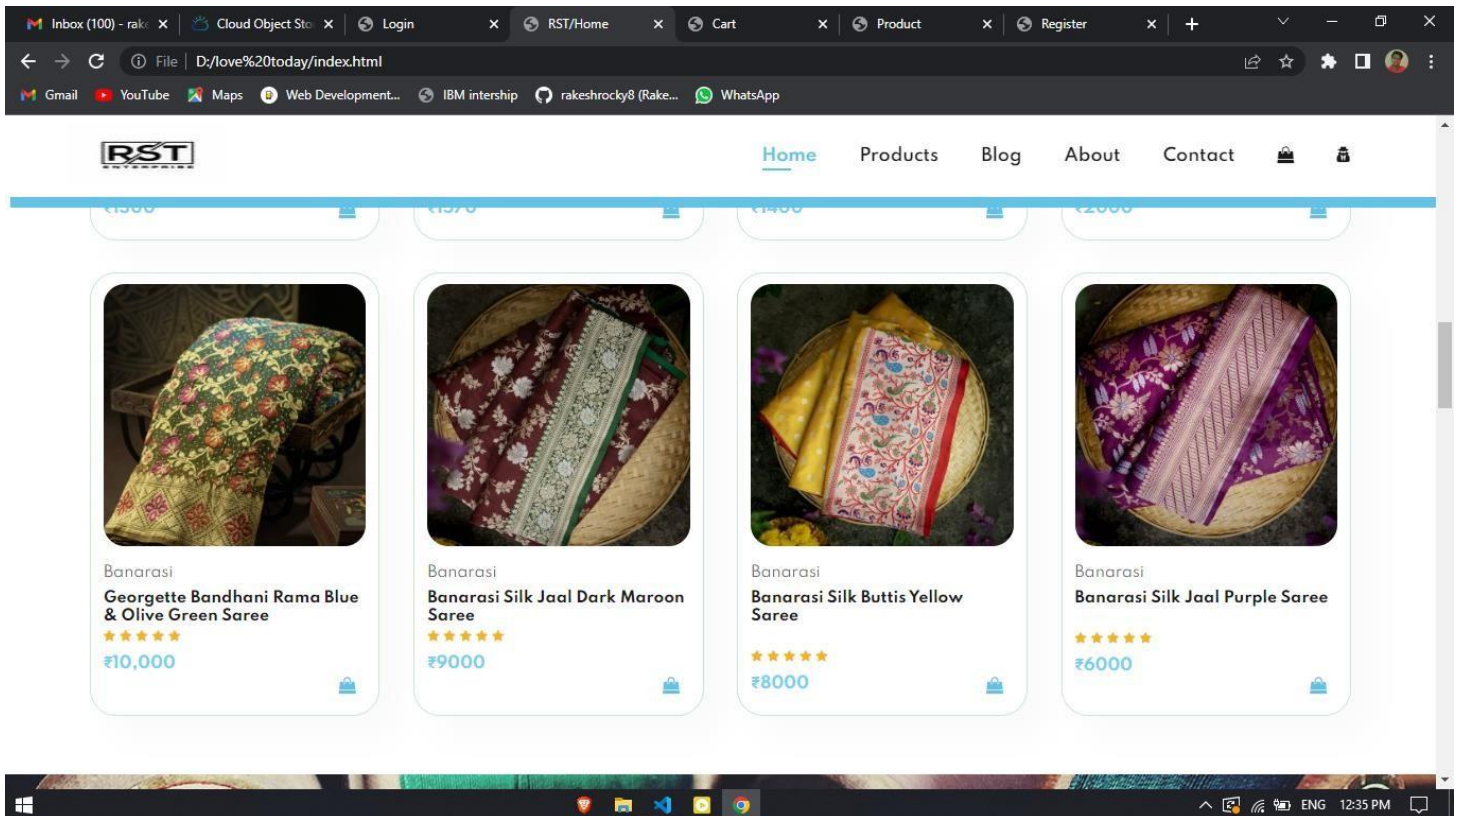 Inbox (100) - rake
Cloud Object Sto
Login
RST/Home
Cart
Product
Register
File
D:/love%20today/index.html
Gmail
YouTube
Maps
Web Development...
IBM intership
rakeshrocky8 (Rake...
WhatsApp
RST
ENTERPRISE
Home
Products
Blog
About
Contact
Banarasi
Georgette Bandhani Rama Blue
& Olive Green Saree
₹10,000
Banarasi
Banarasi Silk Jaal Dark Maroon
Saree
₹9000
Banarasi
Banarasi Silk Buttis Yellow
Saree
₹8000
Banarasi
Banarasi Silk Jaal Purple Saree
₹6000
ENG
12:35 PM